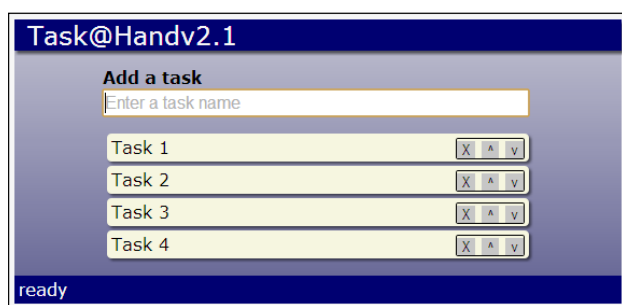 Task@Handv2.1
Add a task
Enter a task name
Task 1 X ^ v
Task 2 X ^ v
Task 3 X ^ v
Task 4 X ^ v
ready